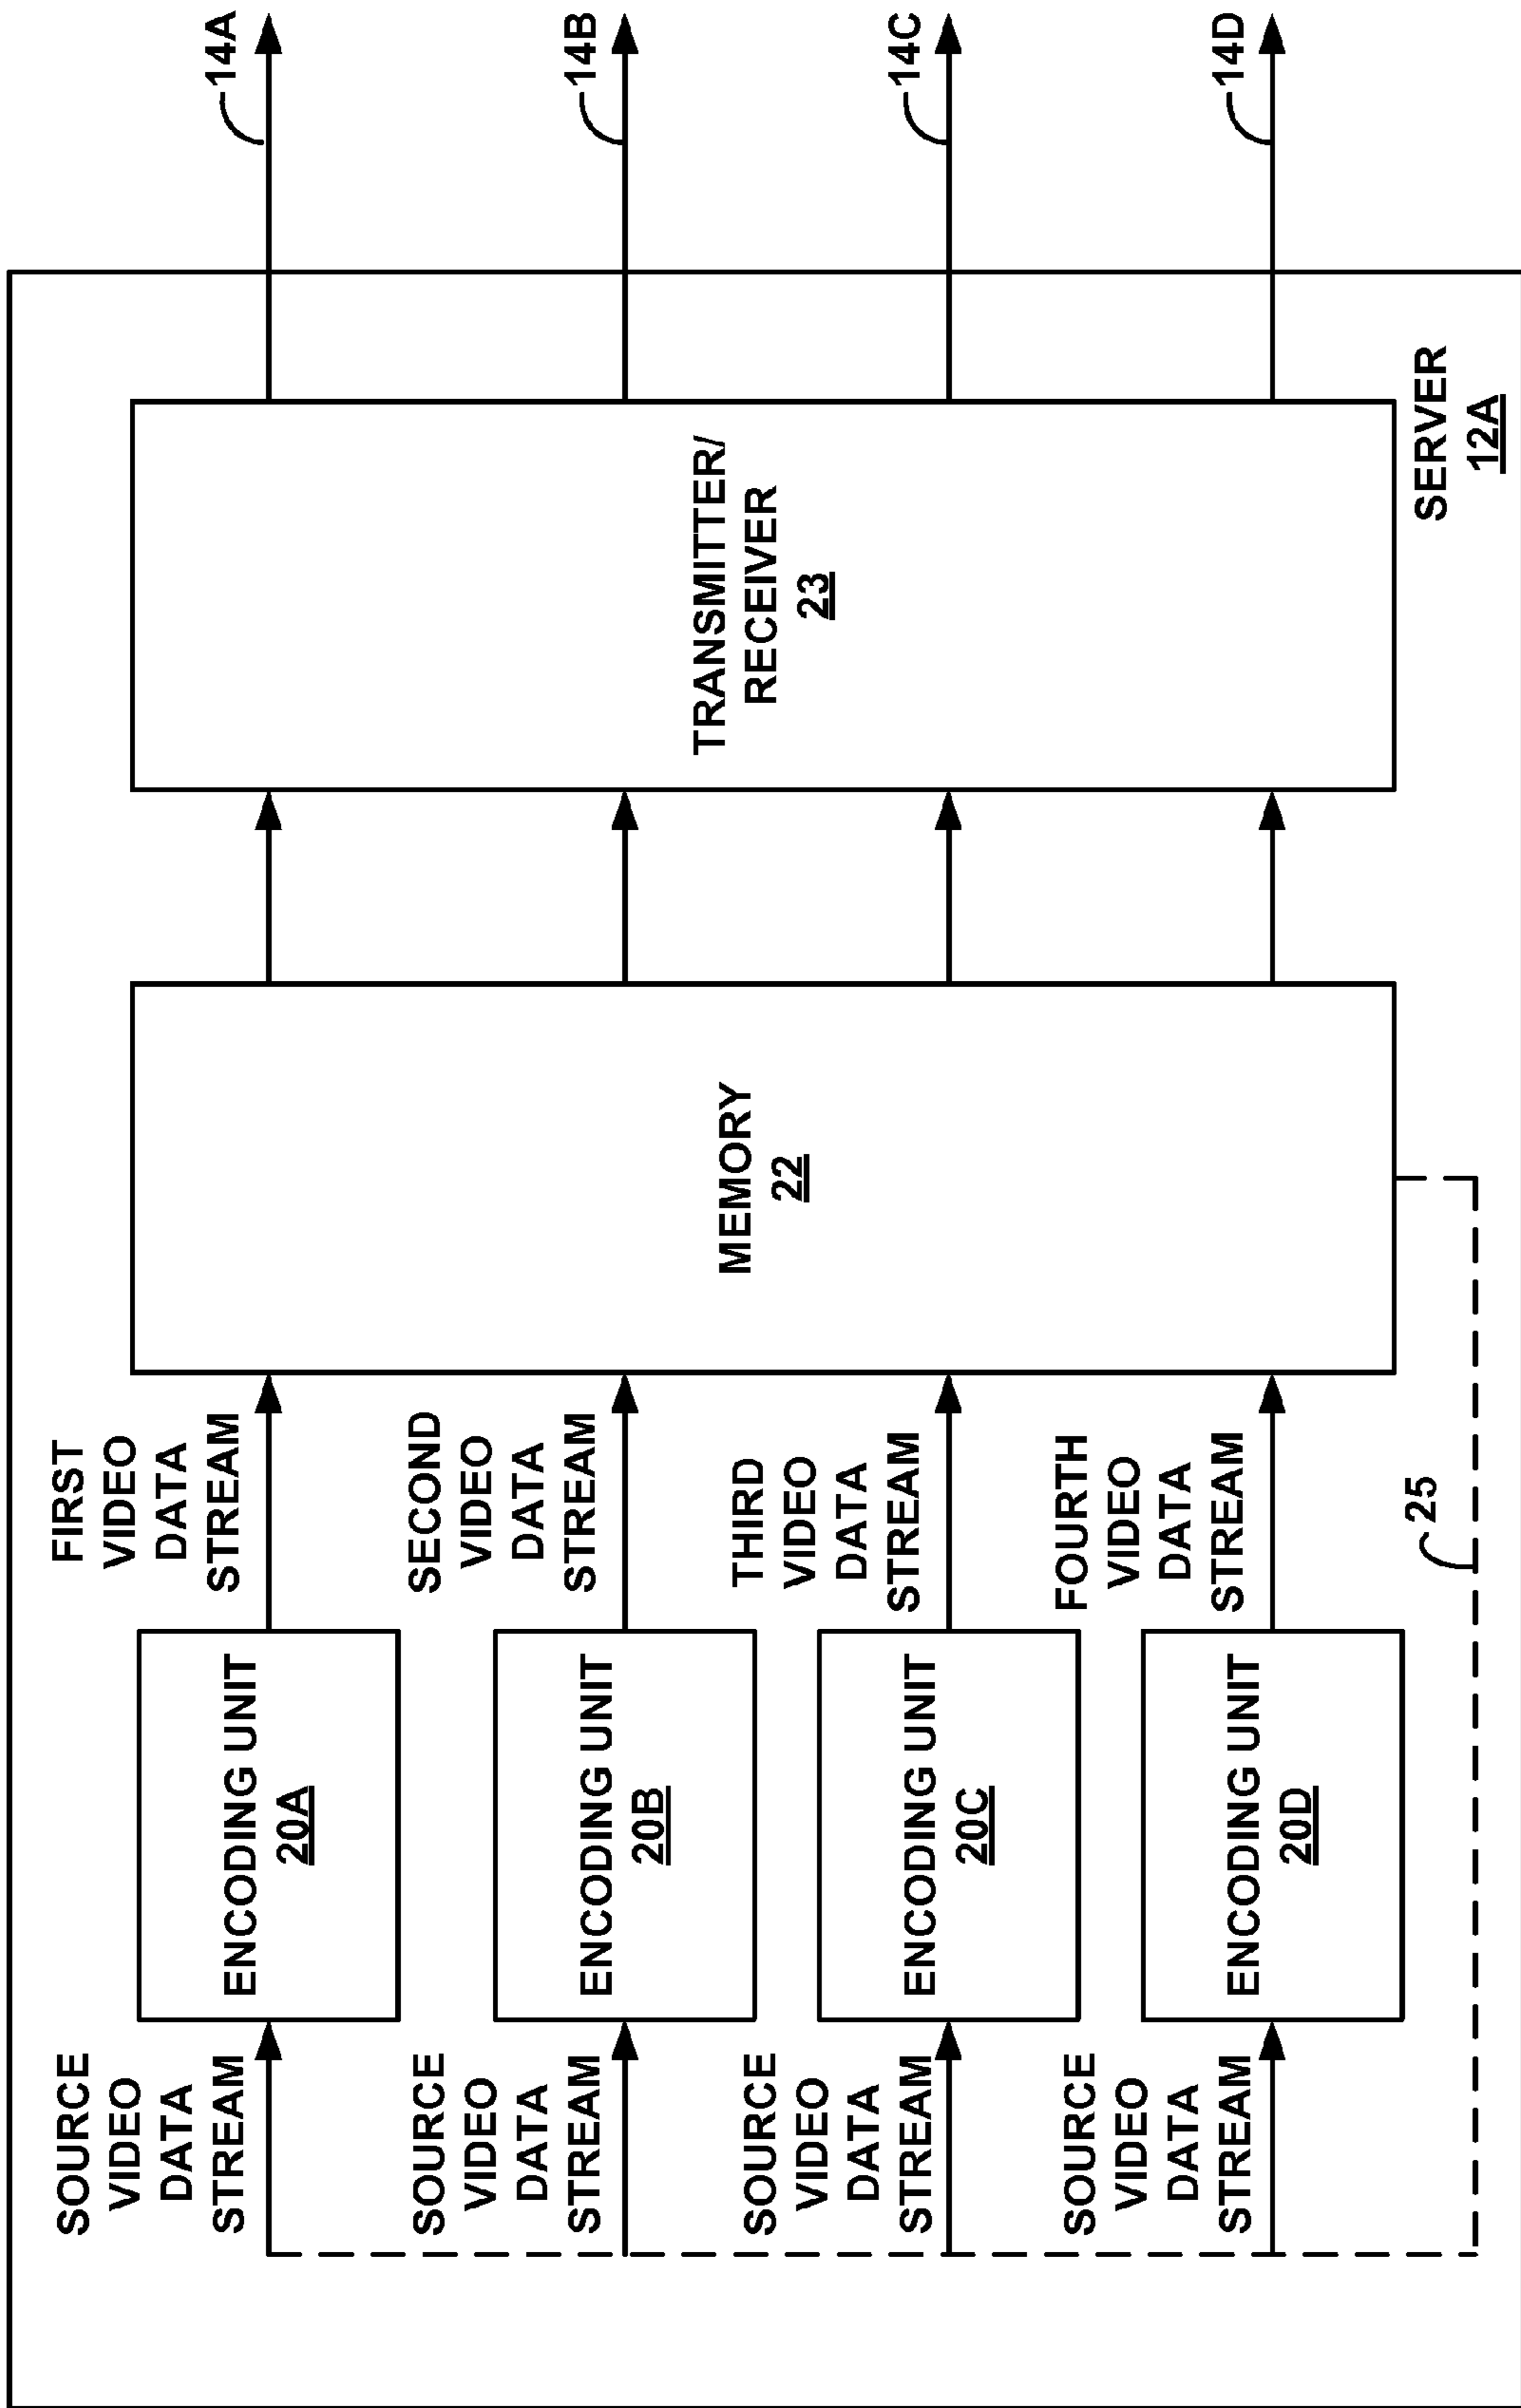 SOURCE
VIDEO
DATA
STREAM
ENCODING UNIT
20A
FIRST
VIDEO
DATA
STREAM
14A
SOURCE
VIDEO
DATA
STREAM
ENCODING UNIT
20B
SECOND
VIDEO
DATA
STREAM
14B
MEMORY
22
TRANSMITTER/
RECEIVER
23
SOURCE
VIDEO
DATA
STREAM
ENCODING UNIT
20C
THIRD
VIDEO
DATA
STREAM
14C
SOURCE
VIDEO
DATA
STREAM
ENCODING UNIT
20D
FOURTH
VIDEO
DATA
STREAM
14D
25
SERVER
12A